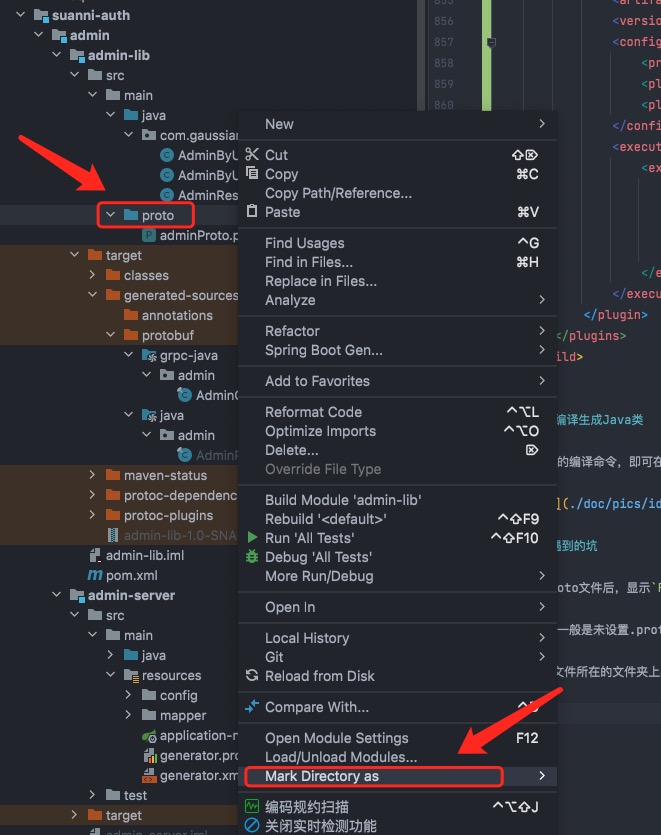 suanni-auth
admin
admin-lib
src
main
java
com.gaussian
AdminByU
AdminByU
AdminRes
proto
adminProto.p
target
classes
generated-sources
annotations
protobuf
grpc-java
admin
AdminG
java
admin
AdminP
maven-status
protoc-dependenc
protoc-plugins
admin-lib-1.0-SNA
admin-lib.iml
pom.xml
admin-server
src
main
java
resources
config
mapper
generator.pro
generator.xm
test
target
admin-server.iml
New
Cut ⇧⌦
Copy ⌘C
Copy Path/Reference...
Paste ⌘V
Find Usages ^G
Find in Files... ⌘H
Replace in Files...
Analyze
Refactor
Spring Boot Gen...
Add to Favorites
Reformat Code ^⌥L
Optimize Imports ^⌥O
Delete... ⌦
Override File Type
Build Module 'admin-lib'
Rebuild '<default>' ^⇧F9
Run 'All Tests' ^⇧F10
Debug 'All Tests'
More Run/Debug
Open In
Local History
Git
Reload from Disk
Compare With...
Open Module Settings F12
Load/Unload Modules...
Mark Directory as
编码规约扫描 ^⌥⇧J
关闭实时检测功能
855
856 <version
857 <config
858 <pr
859 <pl
860 <pl
</confi
<execut
<ex
</e
</execu
</plugin>
</plugins>
ild>
编译生成Java类
的编译命令，即可在
](./doc/pics/id
遇到的坑
oto文件后，显示`F
一般是未设置.prot
文件所在的文件夹上